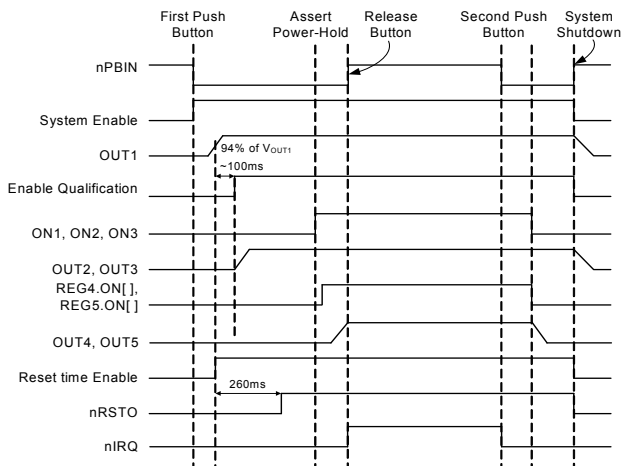 First Push
Button
Assert
Power-Hold
Release
Button
Second Push
Button
System
Shutdown
nPBIN
System Enable
OUT1
94% of VOUT1
~100ms
Enable Qualification
ON1, ON2, ON3
OUT2, OUT3
REG4.ON[ ],
REG5.ON[ ]
OUT4, OUT5
Reset time Enable
260ms
nRSTO
nIRQ